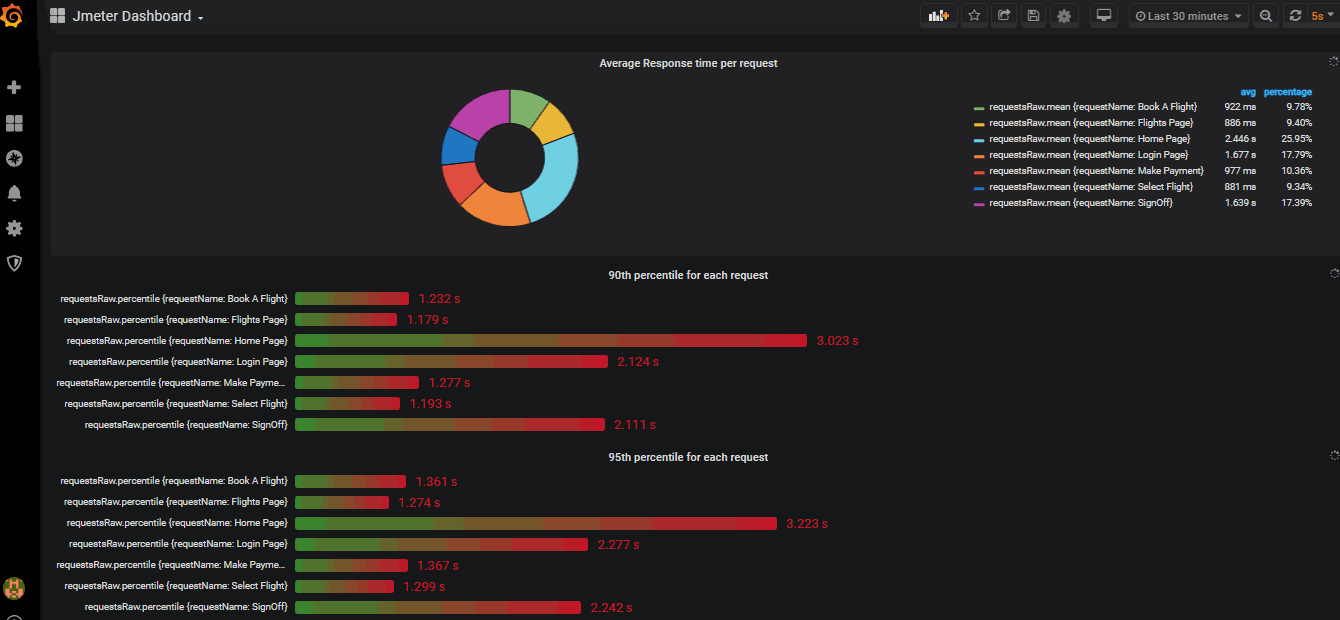 Jmeter Dashboard
Last 30 minutes
5s
Average Response time per request
avg percentage
requestsRaw.mean {requestName: Book A Flight} 922 ms 9.78%
requestsRaw.mean {requestName: Flights Page} 886 ms 9.40%
requestsRaw.mean {requestName: Home Page} 2.446 s 25.95%
requestsRaw.mean {requestName: Login Page} 1.677 s 17.79%
requestsRaw.mean {requestName: Make Payment} 977 ms 10.36%
requestsRaw.mean {requestName: Select Flight} 881 ms 9.34%
requestsRaw.mean {requestName: SignOff} 1.639 s 17.39%
90th percentile for each request
requestsRaw.percentile {requestName: Book A Flight} 1.232 s
requestsRaw.percentile {requestName: Flights Page} 1.179 s
requestsRaw.percentile {requestName: Home Page} 3.023 s
requestsRaw.percentile {requestName: Login Page} 2.124 s
requestsRaw.percentile {requestName: Make Payme... 1.277 s
requestsRaw.percentile {requestName: Select Flight} 1.193 s
requestsRaw.percentile {requestName: SignOff} 2.111 s
95th percentile for each request
requestsRaw.percentile {requestName: Book A Flight} 1.361 s
requestsRaw.percentile {requestName: Flights Page} 1.274 s
requestsRaw.percentile {requestName: Home Page} 3.223 s
requestsRaw.percentile {requestName: Login Page} 2.277 s
requestsRaw.percentile {requestName: Make Payme... 1.367 s
requestsRaw.percentile {requestName: Select Flight} 1.299 s
requestsRaw.percentile {requestName: SignOff} 2.242 s